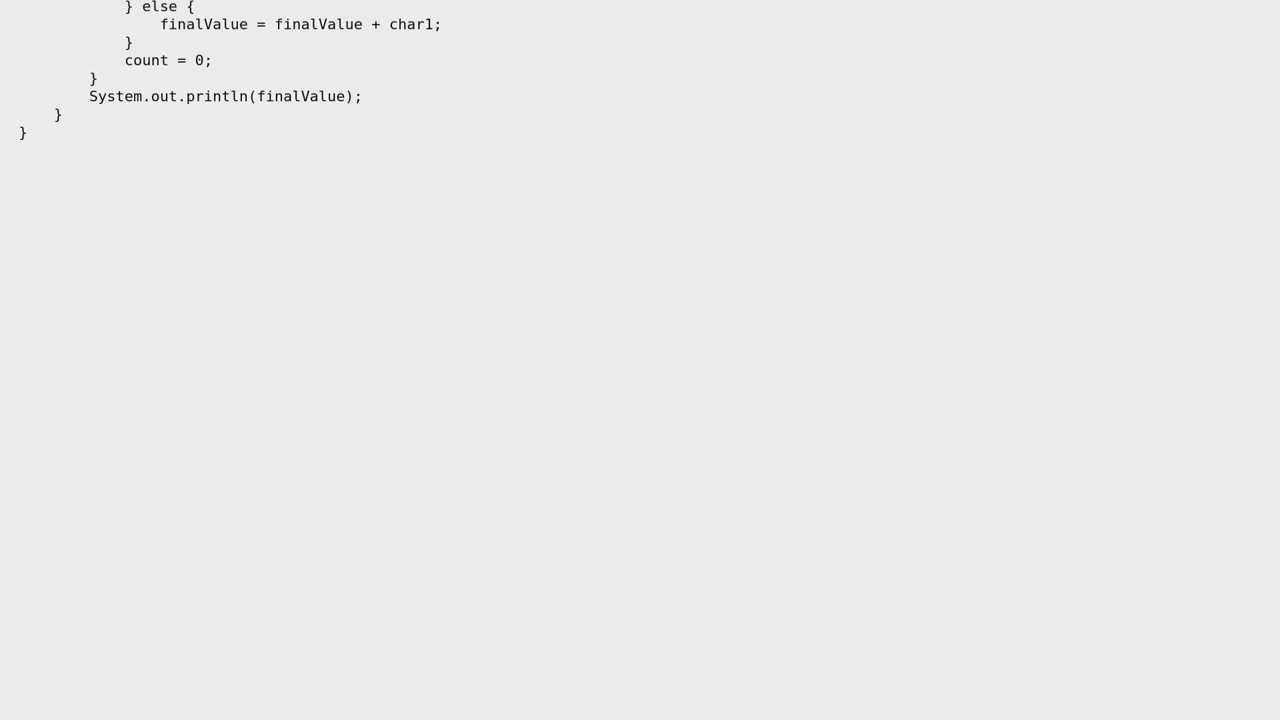 } else {
                finalValue = finalValue + char1;
            }
            count = 0;
        }
        System.out.println(finalValue);
    }
}